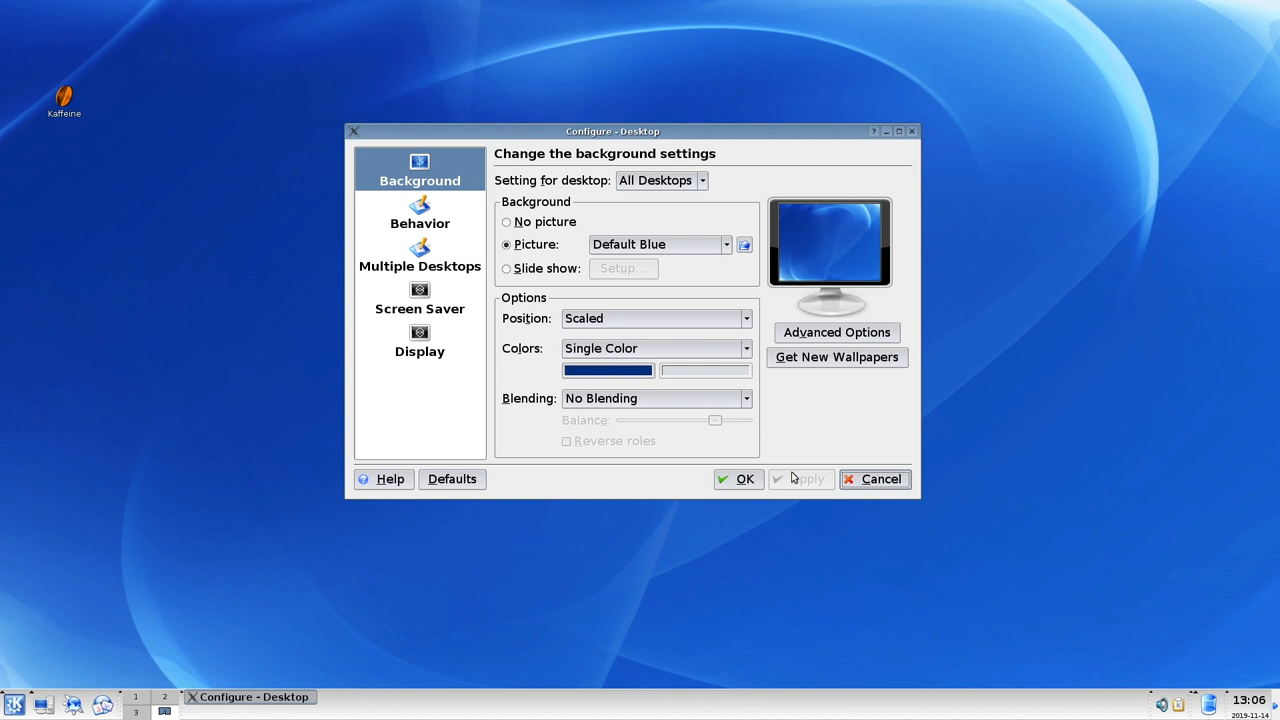 Kaffeine
Configure - Desktop
Background
Behavior
Multiple Desktops
Screen Saver
Display
Change the background settings
Setting for desktop: All Desktops
Background
No picture
Picture: Default Blue
Slide show: Setup...
Options
Position: Scaled
Colors: Single Color
Blending: No Blending
Balance:
Reverse roles
Advanced Options
Get New Wallpapers
Help Defaults OK Apply Cancel
1 2
3
Configure - Desktop
13:06
2019-11-14